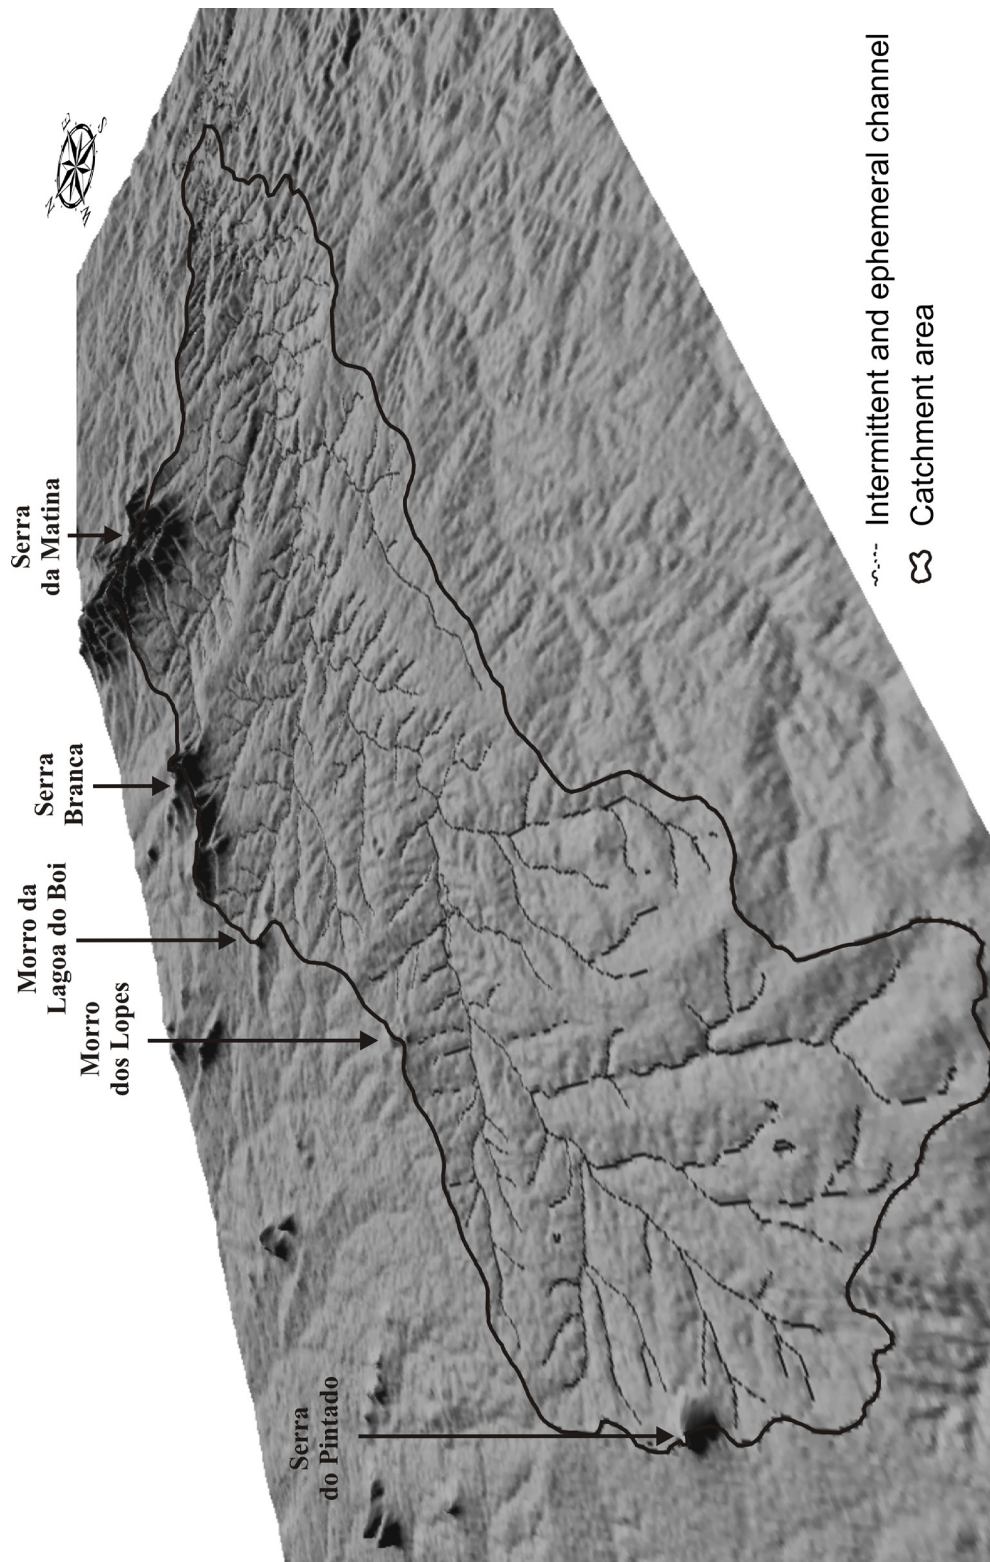 Serra
da Matina
Serra
Branca
Morro da
Lagoa do Boi
Morro
dos Lopes
Serra
do Pintado
N
E
S
W
Intermittent and ephemeral channel
Catchment area